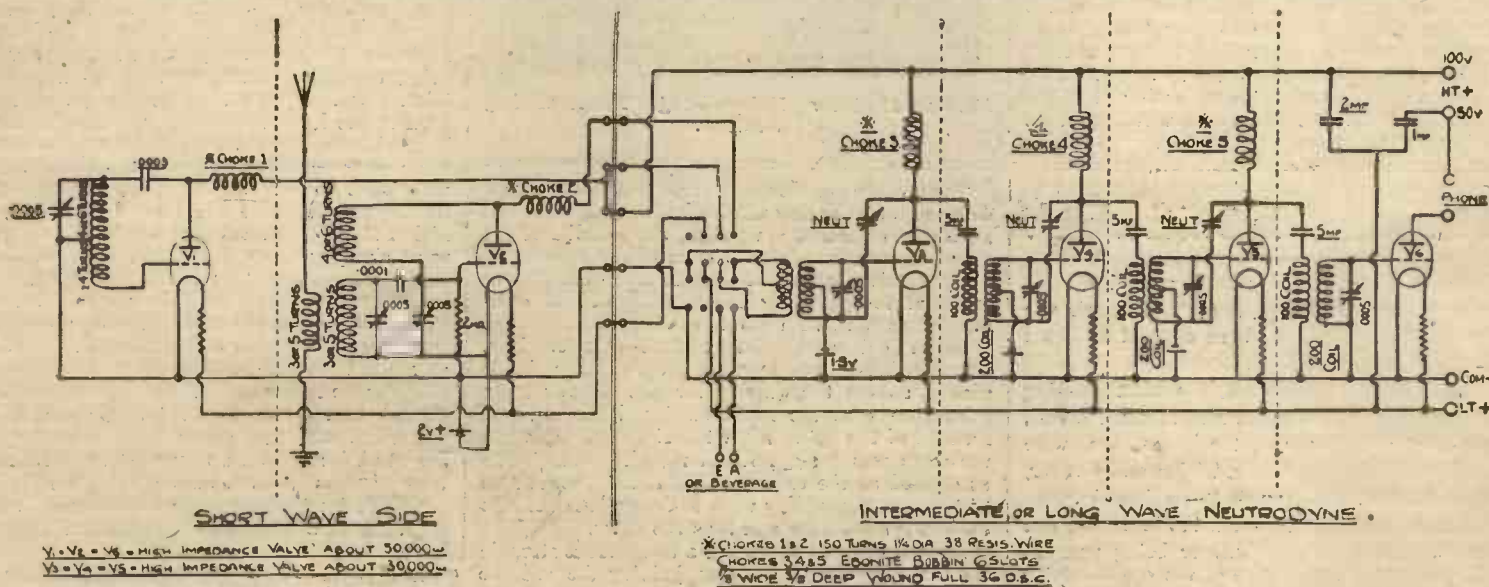 100V
HT+
50V
2MF
1MF
*
CHOKE 3
CHOKE 4
*
CHOKE 5
.0003
*CHOKE 1
*CHOKE 2
C
PHONE
.0005
14 TURNS
V1
4 OR 6 TURNS
NEUT
5MF
NEUT
5MF
NEUT
5MF
.0001
.0005
.0005
2MΩ
3 OR 5 TURNS
3 OR 5 TURNS
.0005
100 COIL
.0005
100 COIL
.0005
100 COIL
.0005
1.5V
200 COIL
200
COIL
200
COIL
COM-
LT+
2V+
E A
OR BEVERAGE
SHORT WAVE SIDE
INTERMEDIATE, OR LONG WAVE NEUTRODYNE.
V1 = V2 = V6 = HIGH IMPEDANCE VALVE ABOUT 50,000ω
V3 = V4 = V5 = HIGH IMPEDANCE VALVE ABOUT 30,000ω
*CHOKES 1&2 150 TURNS 1¼ DIA 38 RESIS. WIRE
CHOKES 3 4 & 5 EBONITE BOBBIN 6 SLOTS
⅛ WIDE ⅜ DEEP WOUND FULL 36 D.S.C.